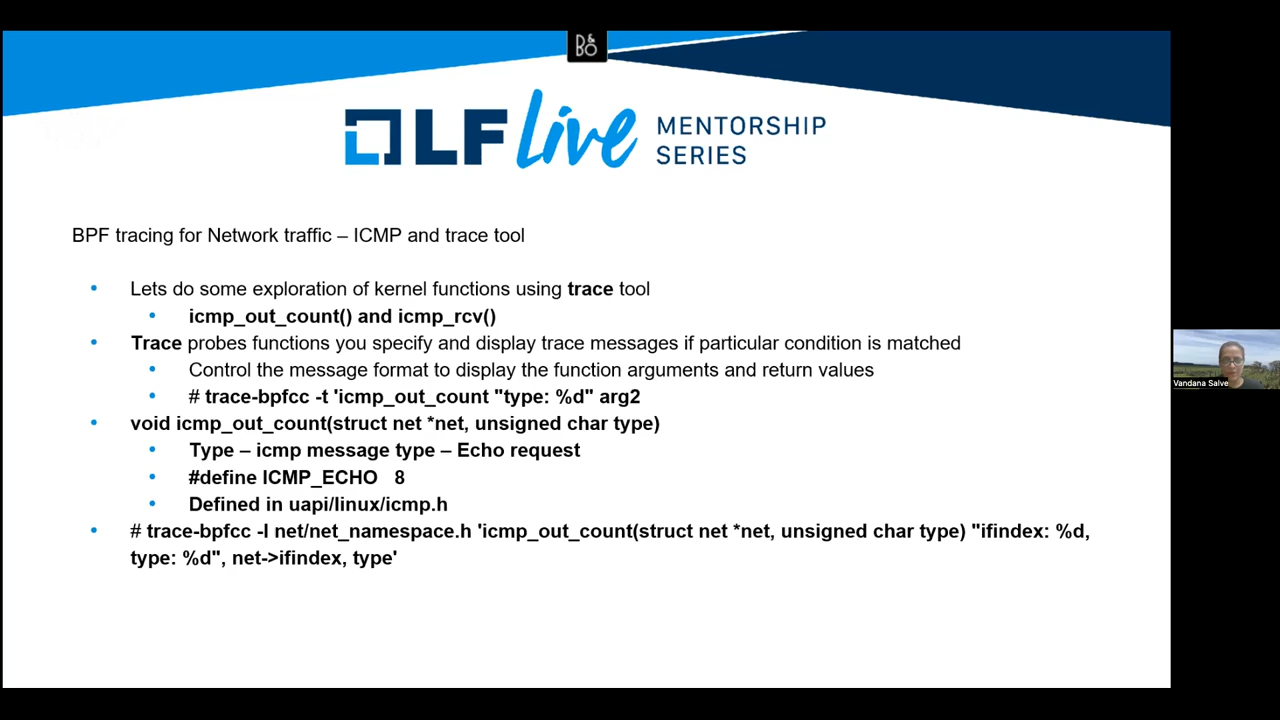 B&O
LF live MENTORSHIP
SERIES
BPF tracing for Network traffic – ICMP and trace tool
• Lets do some exploration of kernel functions using trace tool
• icmp_out_count() and icmp_rcv()
• Trace probes functions you specify and display trace messages if particular condition is matched
• Control the message format to display the function arguments and return values
• # trace-bpfcc -t 'icmp_out_count "type: %d" arg2
• void icmp_out_count(struct net *net, unsigned char type)
• Type – icmp message type – Echo request
• #define ICMP_ECHO 8
• Defined in uapi/linux/icmp.h
• # trace-bpfcc -I net/net_namespace.h 'icmp_out_count(struct net *net, unsigned char type) "ifindex: %d,
type: %d", net->ifindex, type'
Vandana Salve